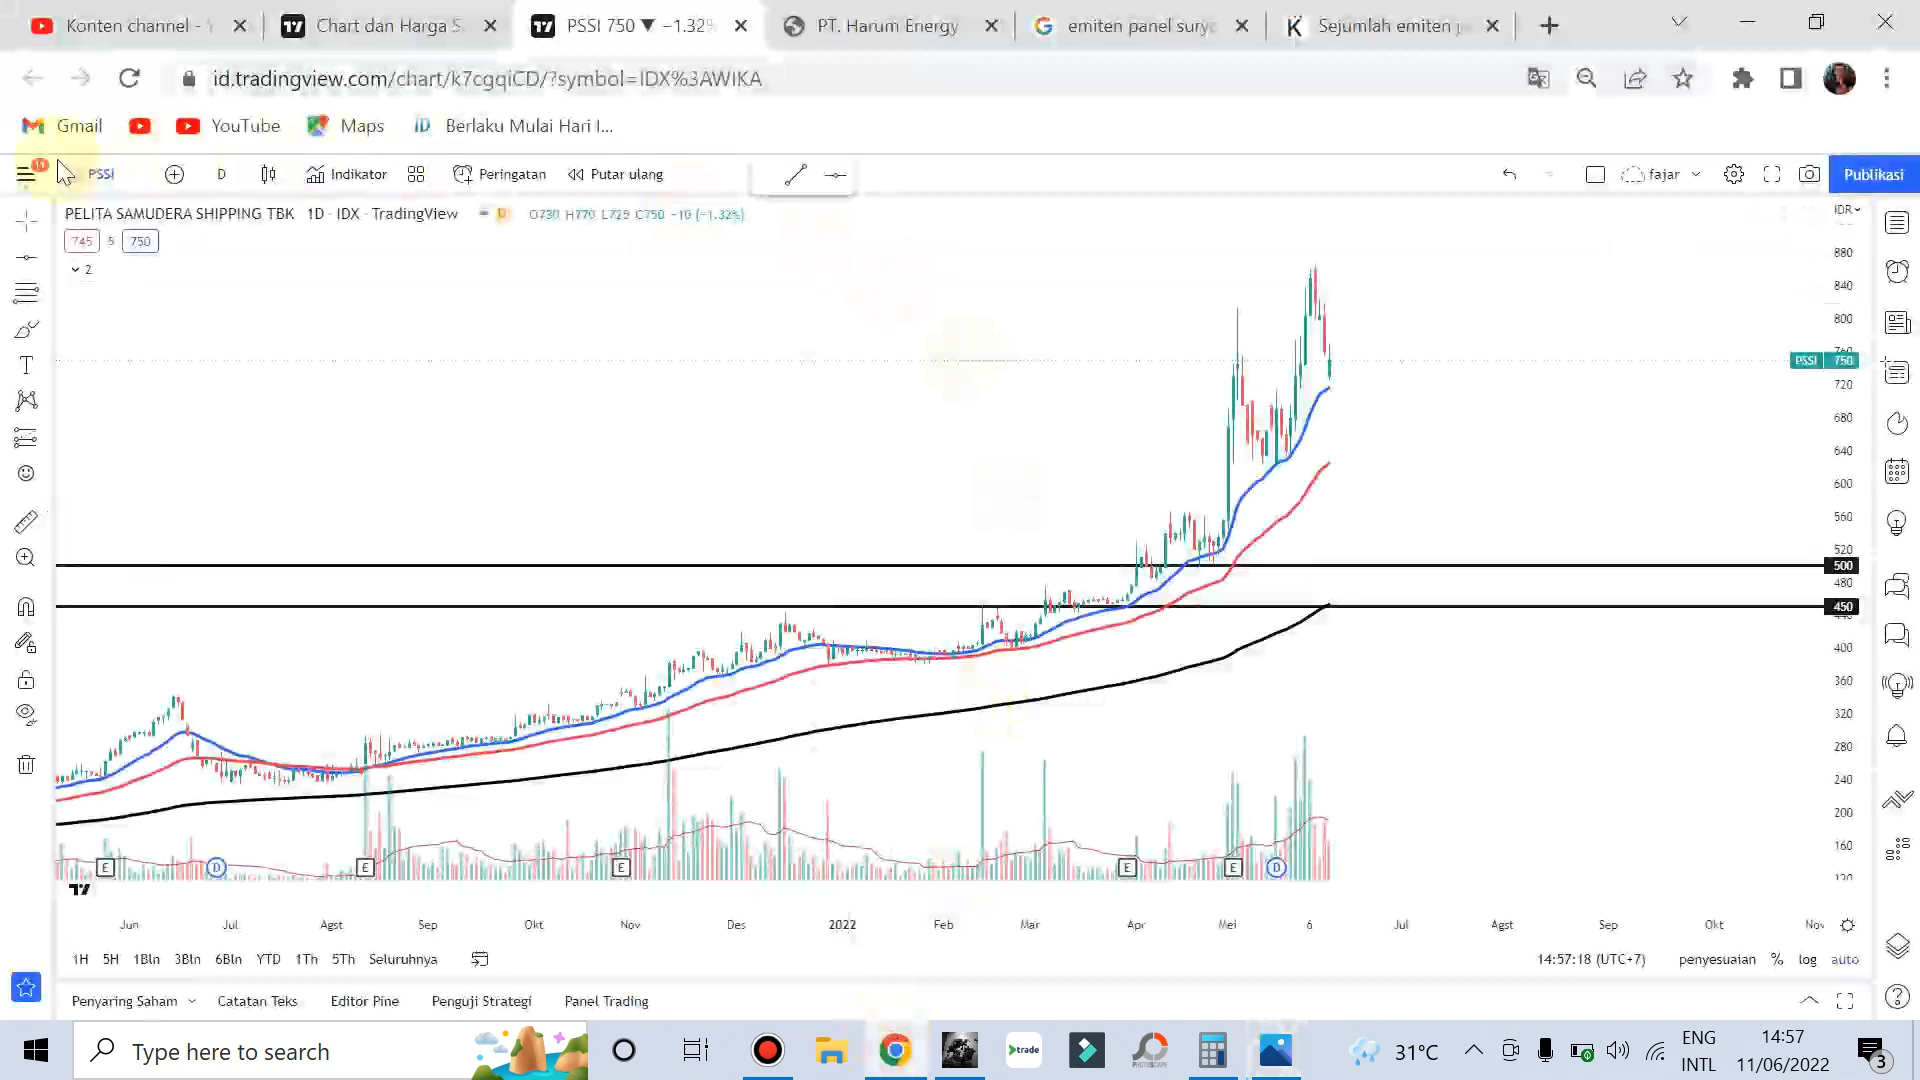 Konten channel - Y
Chart dan Harga S
PSSI 750 ▼ −1.32%
PT. Harum Energy
emiten panel sury
Sejumlah emiten
id.tradingview.com/chart/k7cgqiCD/?symbol=IDX%3AWIKA
Gmail
YouTube
Maps
Berlaku Mulai Hari I...
11
PSSI
D
Indikator
Peringatan
Putar ulang
fajar
Publikasi
PELITA SAMUDERA SHIPPING TBK 1D · IDX · TradingView
D
O730 H770 L725 C750 −10 (−1.32%)
IDR
745 5 750
2
880
840
800
760
PSSI 750
720
680
640
600
560
520
500
480
450
400
360
320
280
240
200
160
E D E E E E D
Jun Jul Agst Sep Okt Nov Des 2022 Feb Mar Apr Mei 6 Jul Agst Sep Okt Nov
1H 5H 1Bln 3Bln 6Bln YTD 1Th 5Th Seluruhnya
14:57:18 (UTC+7)
penyesuaian % log auto
Penyaring Saham
Catatan Teks
Editor Pine
Penguji Strategi
Panel Trading
Type here to search
trade
PHOTOSCAPE
31°C
ENG
INTL
14:57
11/06/2022
3